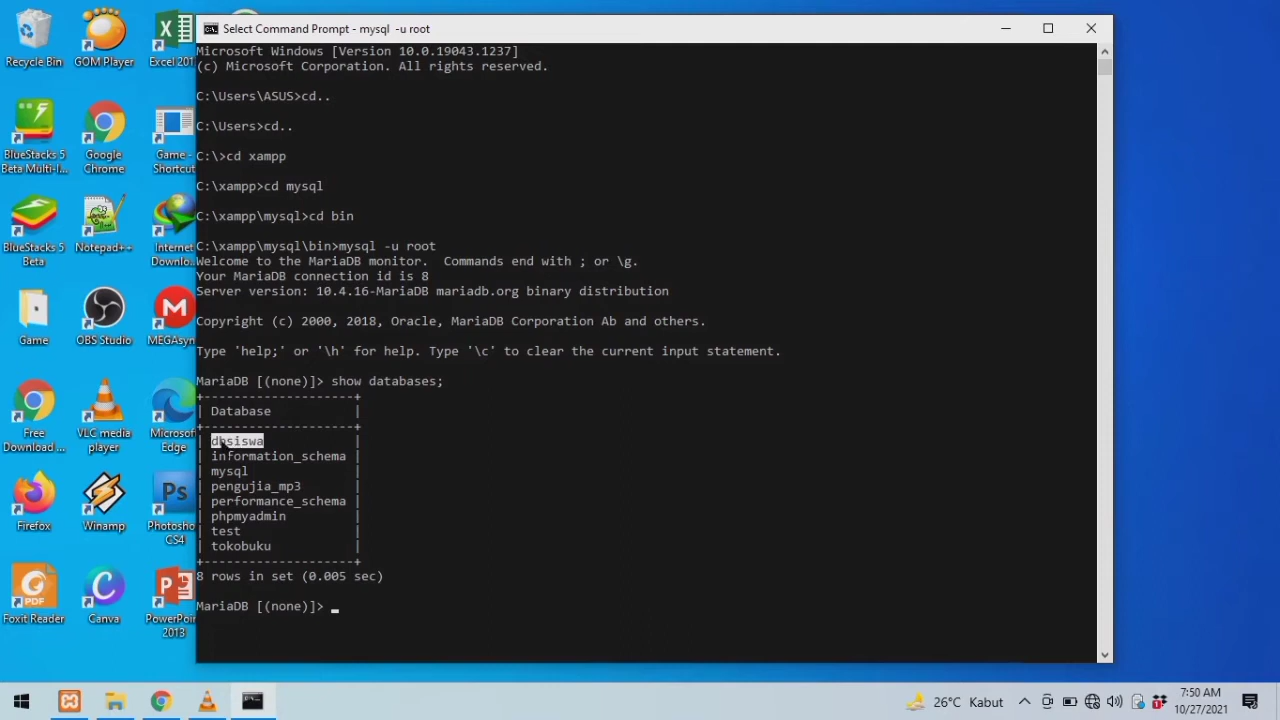 Select Command Prompt - mysql  -u root
Microsoft Windows [Version 10.0.19043.1237]
(c) Microsoft Corporation. All rights reserved.
C:\Users\ASUS>cd..
C:\Users>cd..
C:\>cd xampp
C:\xampp>cd mysql
C:\xampp\mysql>cd bin
C:\xampp\mysql\bin>mysql -u root
Welcome to the MariaDB monitor.  Commands end with ; or \g.
Your MariaDB connection id is 8
Server version: 10.4.16-MariaDB mariadb.org binary distribution
Copyright (c) 2000, 2018, Oracle, MariaDB Corporation Ab and others.
Type 'help;' or '\h' for help. Type '\c' to clear the current input statement.
MariaDB [(none)]> show databases;
+--------------------+
| Database           |
+--------------------+
| dbsiswa            |
| information_schema |
| mysql              |
| pengujia_mp3       |
| performance_schema |
| phpmyadmin         |
| test               |
| tokobuku           |
+--------------------+
8 rows in set (0.005 sec)
MariaDB [(none)]> _
Recycle Bin
GOM Player
Excel 201
BlueStacks 5
Beta Multi-I...
Google
Chrome
Game -
Shortcut
BlueStacks 5
Beta
Notepad++
Internet
Downlo...
Game
OBS Studio
MEGAsyn
Free
Download ...
VLC media
player
Microsof
Edge
Firefox
Winamp
Photosho
CS4
Foxit Reader
Canva
PowerPoin
2013
26°C Kabut
7:50 AM
10/27/2021